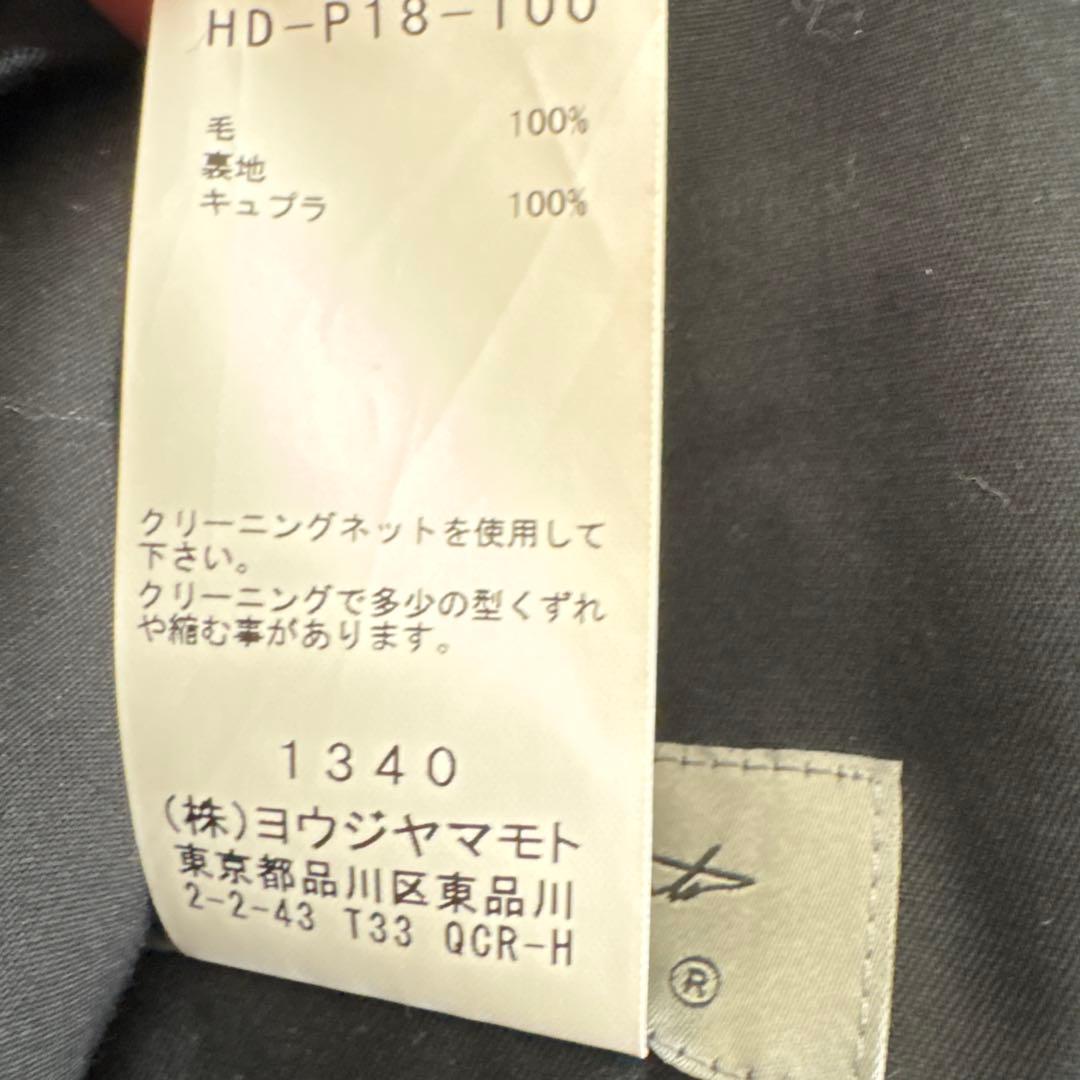 HD-P18-100
毛 100%
裏地
キュプラ 100%
クリーニングネットを使用して
下さい。
クリーニングで多少の型くずれ
や縮む事があります。
1340
(株)ヨウジヤマモト
東京都品川区東品川
2-2-43 T33 QCR-H
®